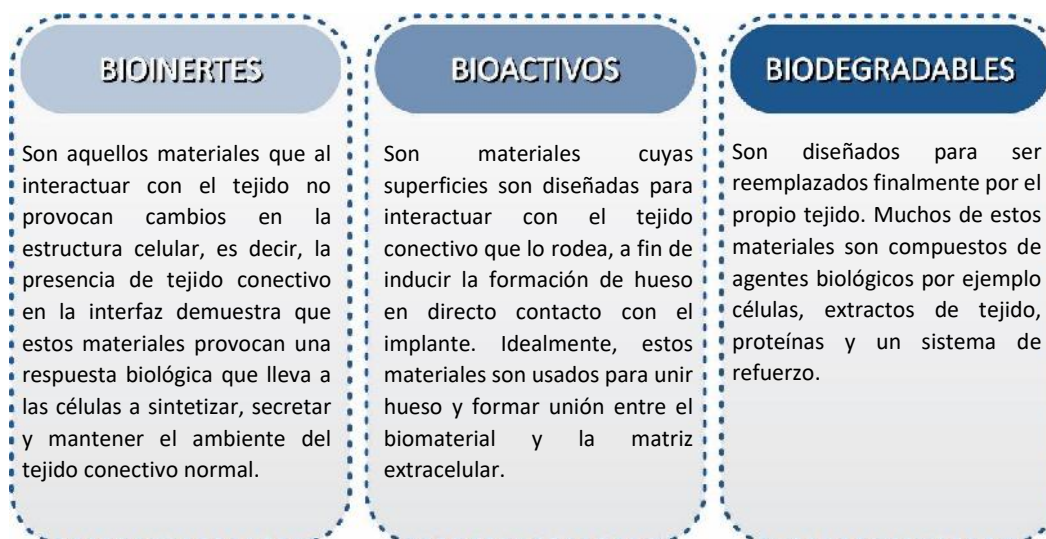 BIOINERTES
Son aquellos materiales que al
interactuar con el tejido no
provocan cambios en la
estructura celular, es decir, la
presencia de tejido conectivo
en la interfaz demuestra que
estos materiales provocan una
respuesta biológica que lleva a
las células a sintetizar, secretar
y mantener el ambiente del
tejido conectivo normal.
BIOACTIVOS
Son materiales cuyas
superficies son diseñadas para
interactuar con el tejido
conectivo que lo rodea, a fin de
inducir la formación de hueso
en directo contacto con el
implante. Idealmente, estos
materiales son usados para unir
hueso y formar unión entre el
biomaterial y la matriz
extracelular.
BIODEGRADABLES
Son diseñados para ser
reemplazados finalmente por el
propio tejido. Muchos de estos
materiales son compuestos de
agentes biológicos por ejemplo
células, extractos de tejido,
proteínas y un sistema de
refuerzo.